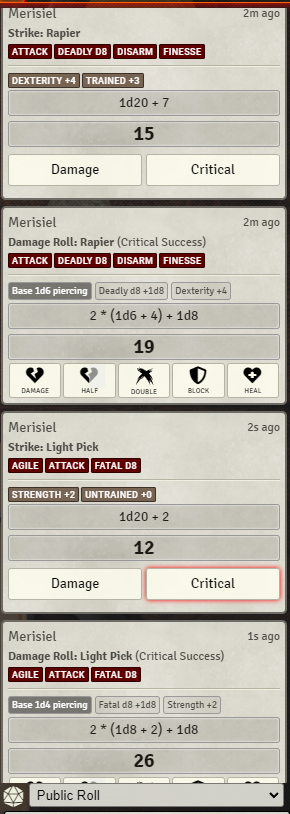 Merisiel 2m ago
Strike: Rapier
ATTACK DEADLY D8 DISARM FINESSE
DEXTERITY +4 TRAINED +3
1d20 + 7
15
Damage Critical
Merisiel 2m ago
Damage Roll: Rapier (Critical Success)
ATTACK DEADLY D8 DISARM FINESSE
Base 1d6 piercing Deadly d8 +1d8 Dexterity +4
2 * (1d6 + 4) + 1d8
19
DAMAGE HALF DOUBLE BLOCK HEAL
Merisiel 2s ago
Strike: Light Pick
AGILE ATTACK FATAL D8
STRENGTH +2 UNTRAINED +0
1d20 + 2
12
Damage Critical
Merisiel 1s ago
Damage Roll: Light Pick (Critical Success)
AGILE ATTACK FATAL D8
Base 1d4 piercing Fatal d8 +1d8 Strength +2
2 * (1d8 + 2) + 1d8
26
Public Roll